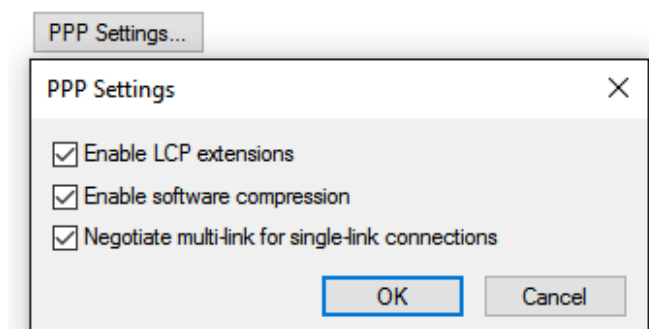 PPP Settings...
PPP Settings
Enable LCP extensions
Enable software compression
Negotiate multi-link for single-link connections
OK Cancel